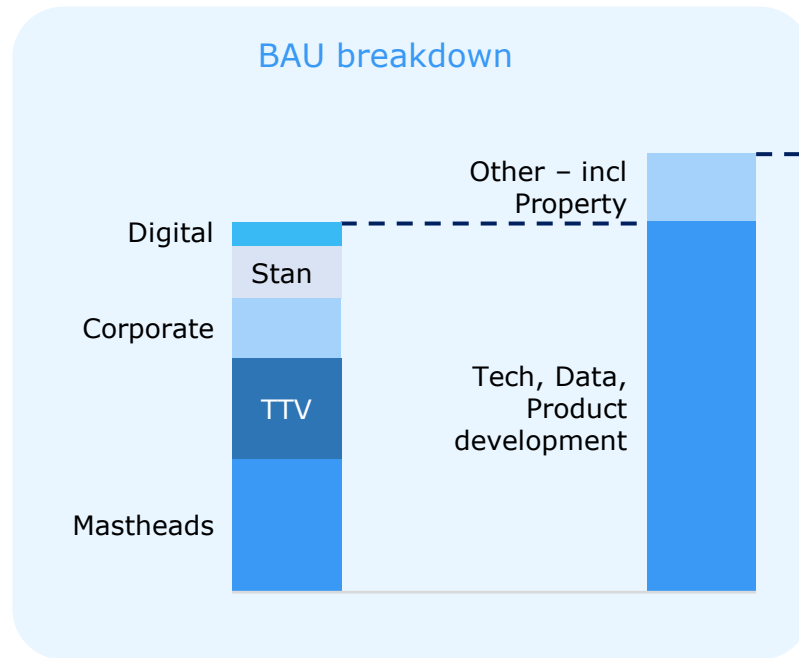 BAU breakdown
Other – incl
Property
Digital
Stan
Corporate
TTV
Tech, Data,
Product
development
Mastheads